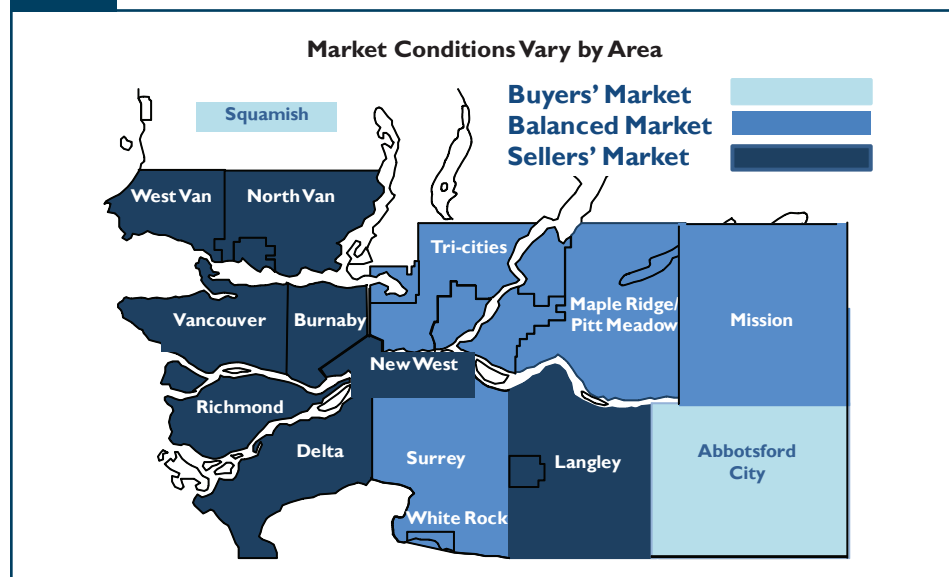 Market Conditions Vary by Area
Buyers' Market
Balanced Market
Sellers' Market
Squamish
West Van
North Van
Tri-cities
Vancouver
Burnaby
Maple Ridge/
Pitt Meadow
Mission
New West
Richmond
Delta
Surrey
Langley
Abbotsford
City
White Rock